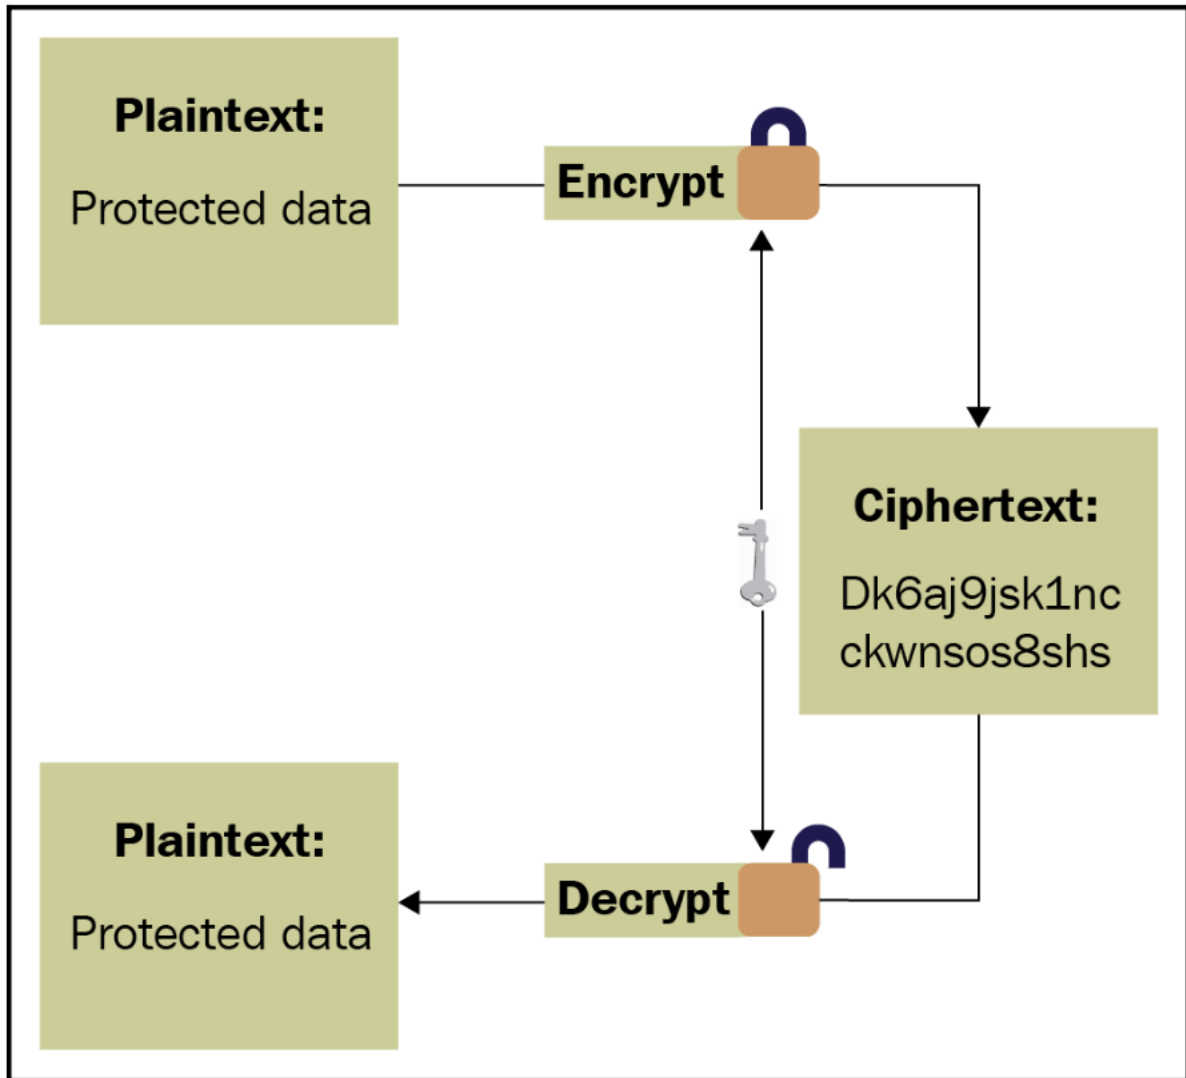 Plaintext:
Protected data
Encrypt
Ciphertext:
Dk6aj9jsk1nc
ckwnsos8shs
Decrypt
Plaintext:
Protected data